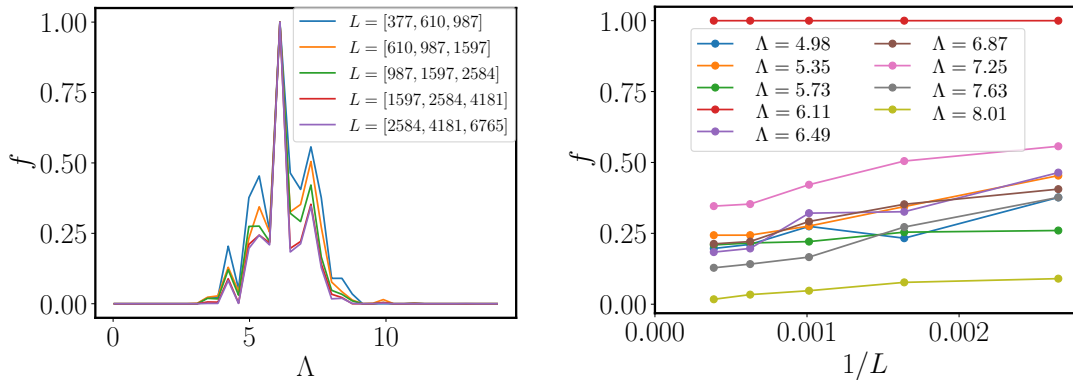 1.00
0.75
0.50
0.25
0.00
f
0
5
10
Λ
L = [377, 610, 987]
L = [610, 987, 1597]
L = [987, 1597, 2584]
L = [1597, 2584, 4181]
L = [2584, 4181, 6765]
1.00
0.75
0.50
0.25
0.00
f
0.000
0.001
0.002
1/L
Λ = 4.98
Λ = 5.35
Λ = 5.73
Λ = 6.11
Λ = 6.49
Λ = 6.87
Λ = 7.25
Λ = 7.63
Λ = 8.01